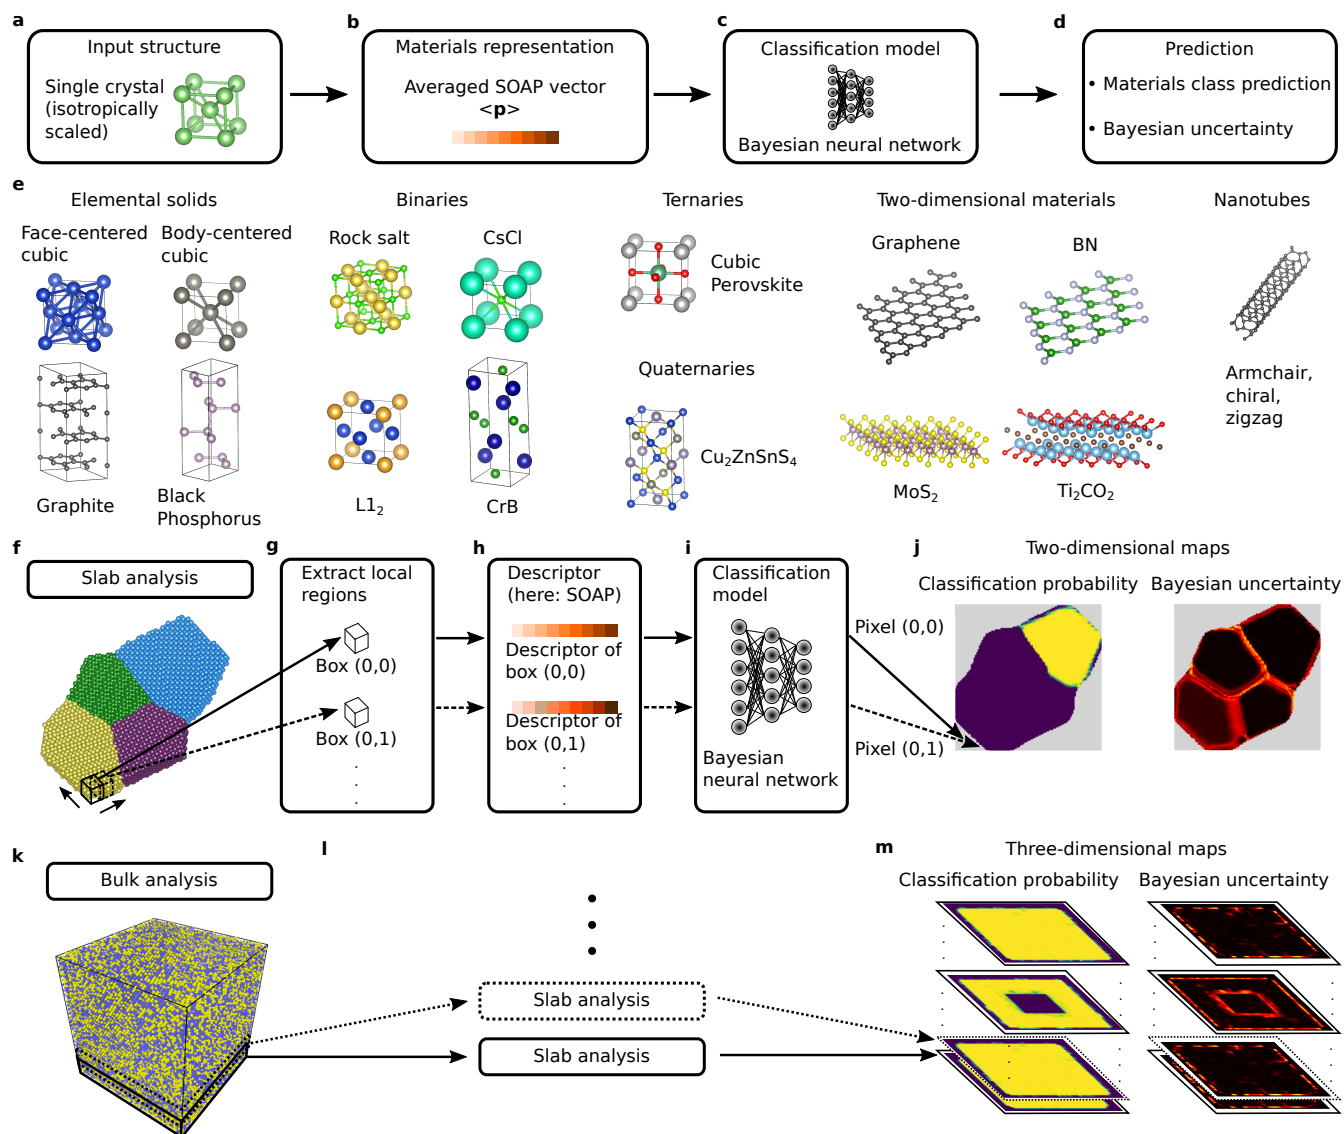 a
Input structure
Single crystal
(isotropically
scaled)
b
Materials representation
Averaged SOAP vector
<p>
c
Classification model
Bayesian neural network
d
Prediction
• Materials class prediction
• Bayesian uncertainty
e
Elemental solids
Face-centered
cubic
Body-centered
cubic
Graphite
Black
Phosphorus
Binaries
Rock salt
CsCl
L1₂
CrB
Ternaries
Cubic
Perovskite
Quaternaries
Cu₂ZnSnS₄
Two-dimensional materials
Graphene
BN
MoS₂
Ti₂CO₂
Nanotubes
Armchair,
chiral,
zigzag
f
Slab analysis
g
Extract local
regions
Box (0,0)
Box (0,1)
.
.
.
h
Descriptor
(here: SOAP)
Descriptor of
box (0,0)
Descriptor of
box (0,1)
.
.
.
i
Classification
model
Bayesian
neural network
Pixel (0,0)
Pixel (0,1)
j
Two-dimensional maps
Classification probability
Bayesian uncertainty
k
Bulk analysis
l
Slab analysis
Slab analysis
m
Three-dimensional maps
Classification probability
Bayesian uncertainty